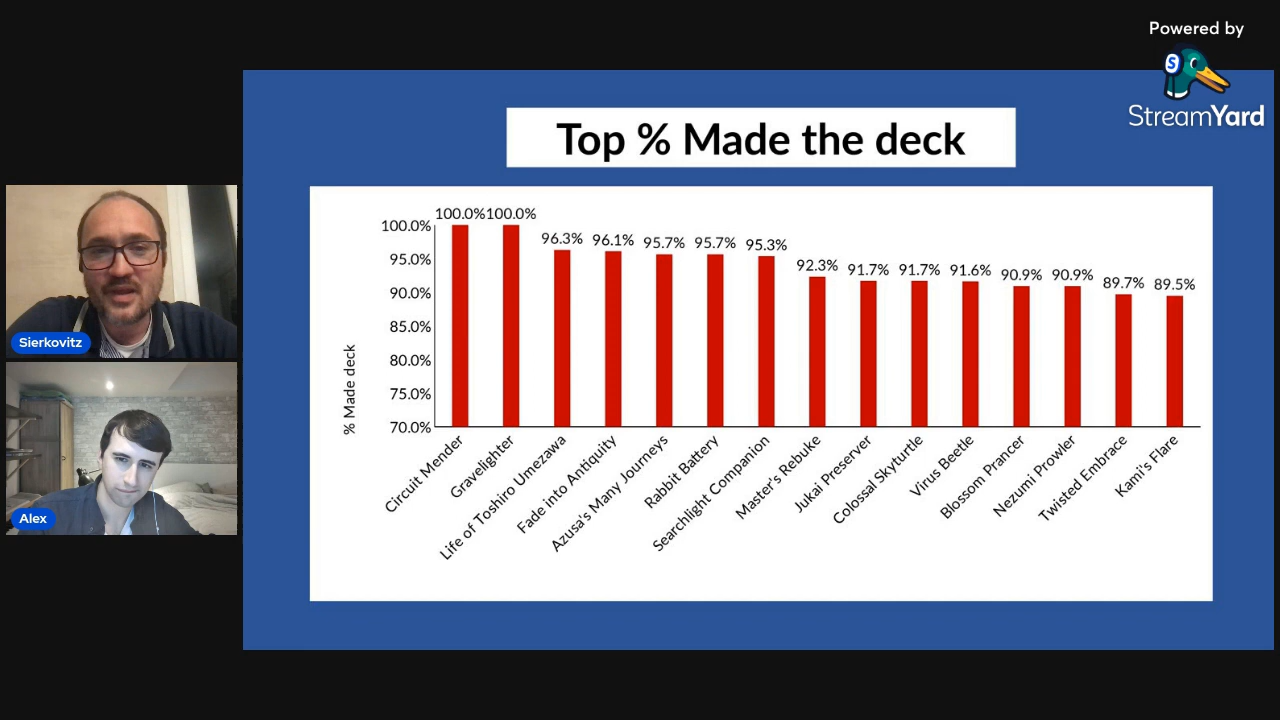 Powered by
S
StreamYard
Top % Made the deck
100.0% 100.0% 96.3% 96.1% 95.7% 95.7% 95.3% 92.3% 91.7% 91.7% 91.6% 90.9% 90.9% 89.7% 89.5%
100.0%
95.0%
90.0%
85.0%
80.0%
75.0%
70.0%
% Made deck
Circuit Mender
Gravelighter
Life of Toshiro Umezawa
Fade into Antiquity
Azusa's Many Journeys
Rabbit Battery
Searchlight Companion
Master's Rebuke
Jukai Preserver
Colossal Skyturtle
Virus Beetle
Blossom Prancer
Nezumi Prowler
Twisted Embrace
Kami's Flare
Sierkovitz
Alex